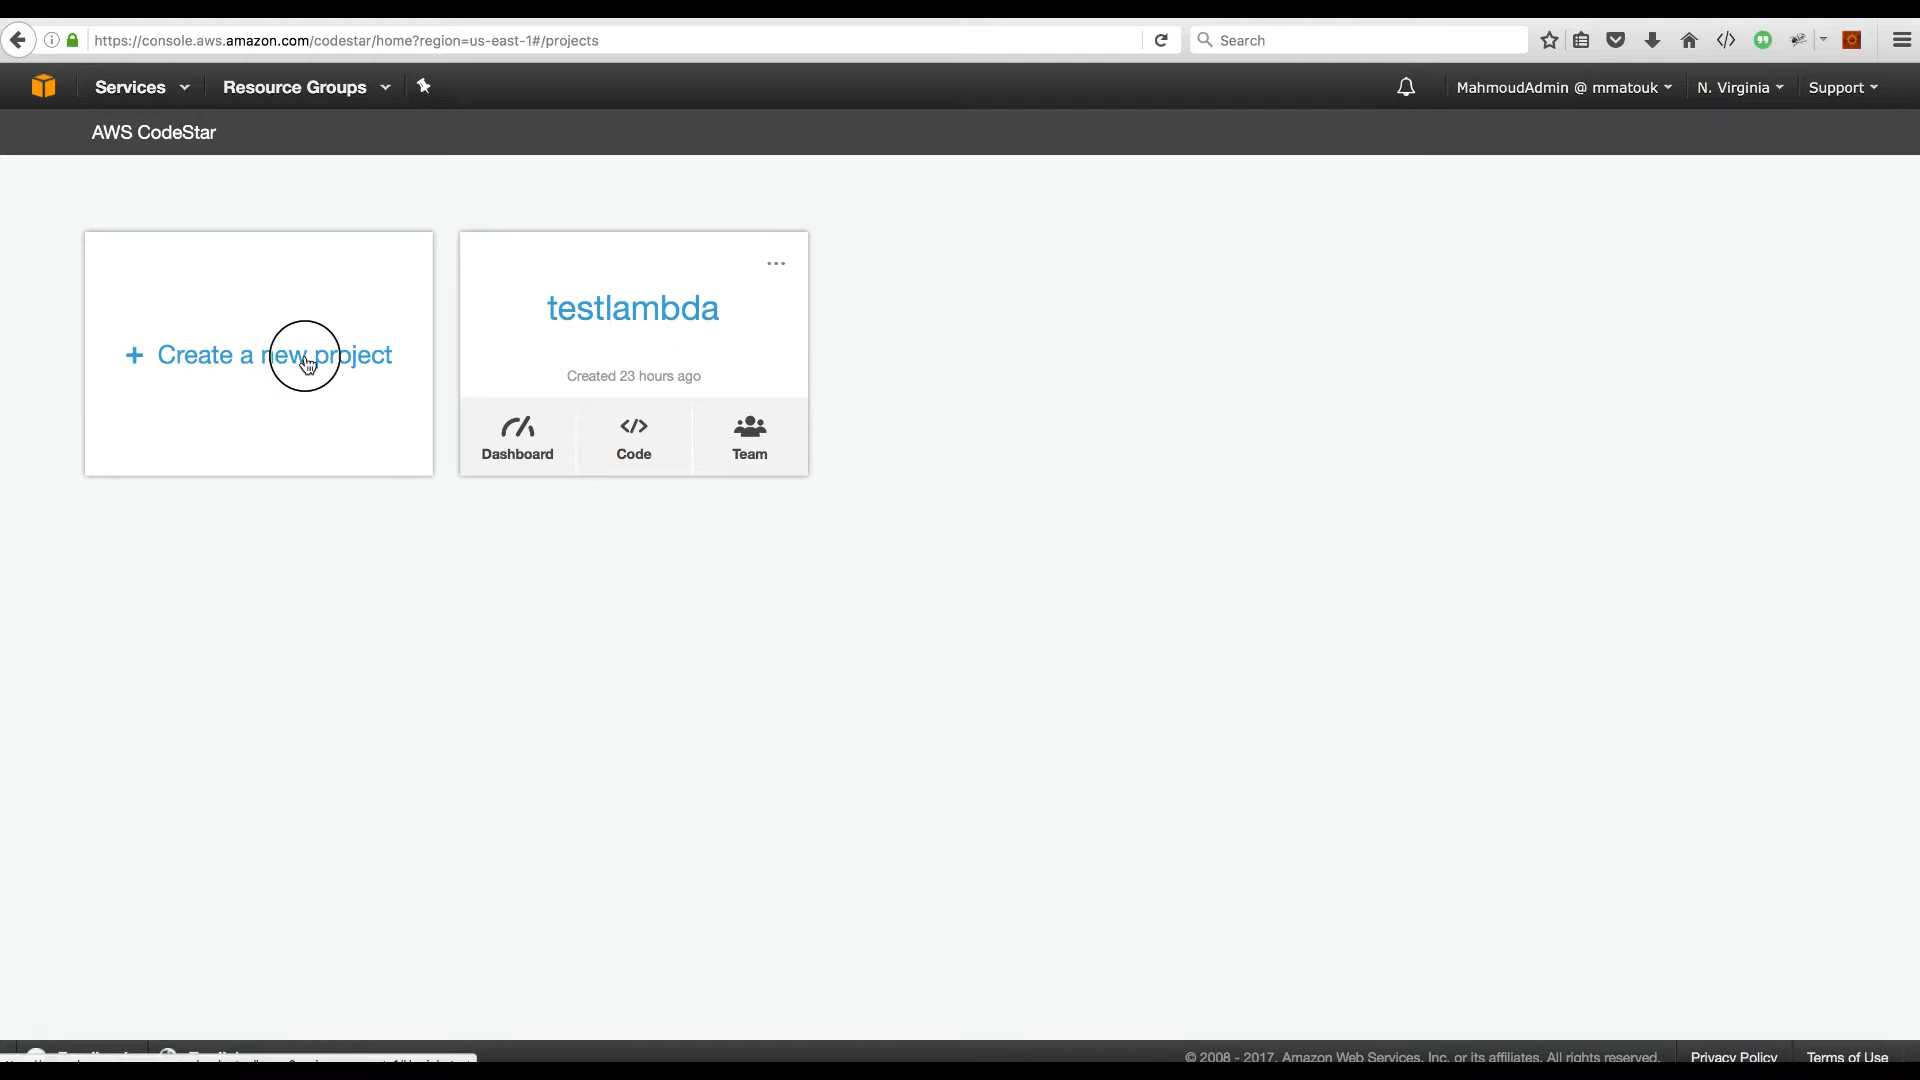 https://console.aws.amazon.com/codestar/home?region=us-east-1#/projects
Search
Services
Resource Groups
MahmoudAdmin @ mmatouk
N. Virginia
Support
AWS CodeStar
+ Create a new project
testlambda
Created 23 hours ago
Dashboard
Code
Team
© 2008 - 2017, Amazon Web Services, Inc. or its affiliates. All rights reserved.
Privacy Policy
Terms of Use